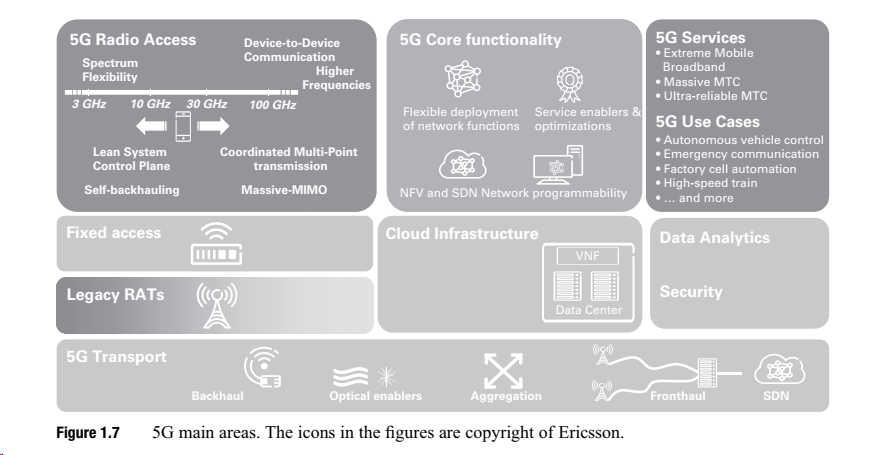 5G Radio Access
Device-to-Device
Communication
Spectrum
Flexibility
Higher
Frequencies
3 GHz 10 GHz 30 GHz 100 GHz
Lean System
Control Plane
Coordinated Multi-Point
transmission
Self-backhauling
Massive-MIMO
5G Core functionality
Flexible deployment
of network functions
Service enablers &
optimizations
NFV and SDN Network programmability
5G Services
• Extreme Mobile
Broadband
• Massive MTC
• Ultra-reliable MTC
5G Use Cases
• Autonomous vehicle control
• Emergency communication
• Factory cell automation
• High-speed train
• ... and more
Fixed access
Legacy RATs
Cloud Infrastructure
VNF
Data Center
Data Analytics
Security
5G Transport
Backhaul
Optical enablers
Aggregation
Fronthaul
SDN
Figure 1.7 5G main areas. The icons in the figures are copyright of Ericsson.